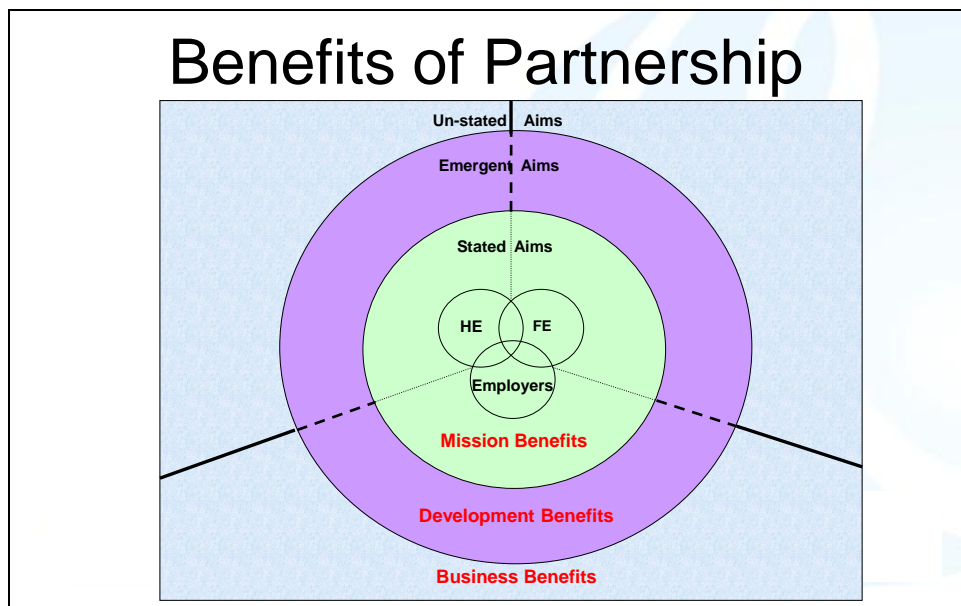 Benefits of Partnership
Un-stated Aims
Emergent Aims
Stated Aims
HE FE
Employers
Mission Benefits
Development Benefits
Business Benefits